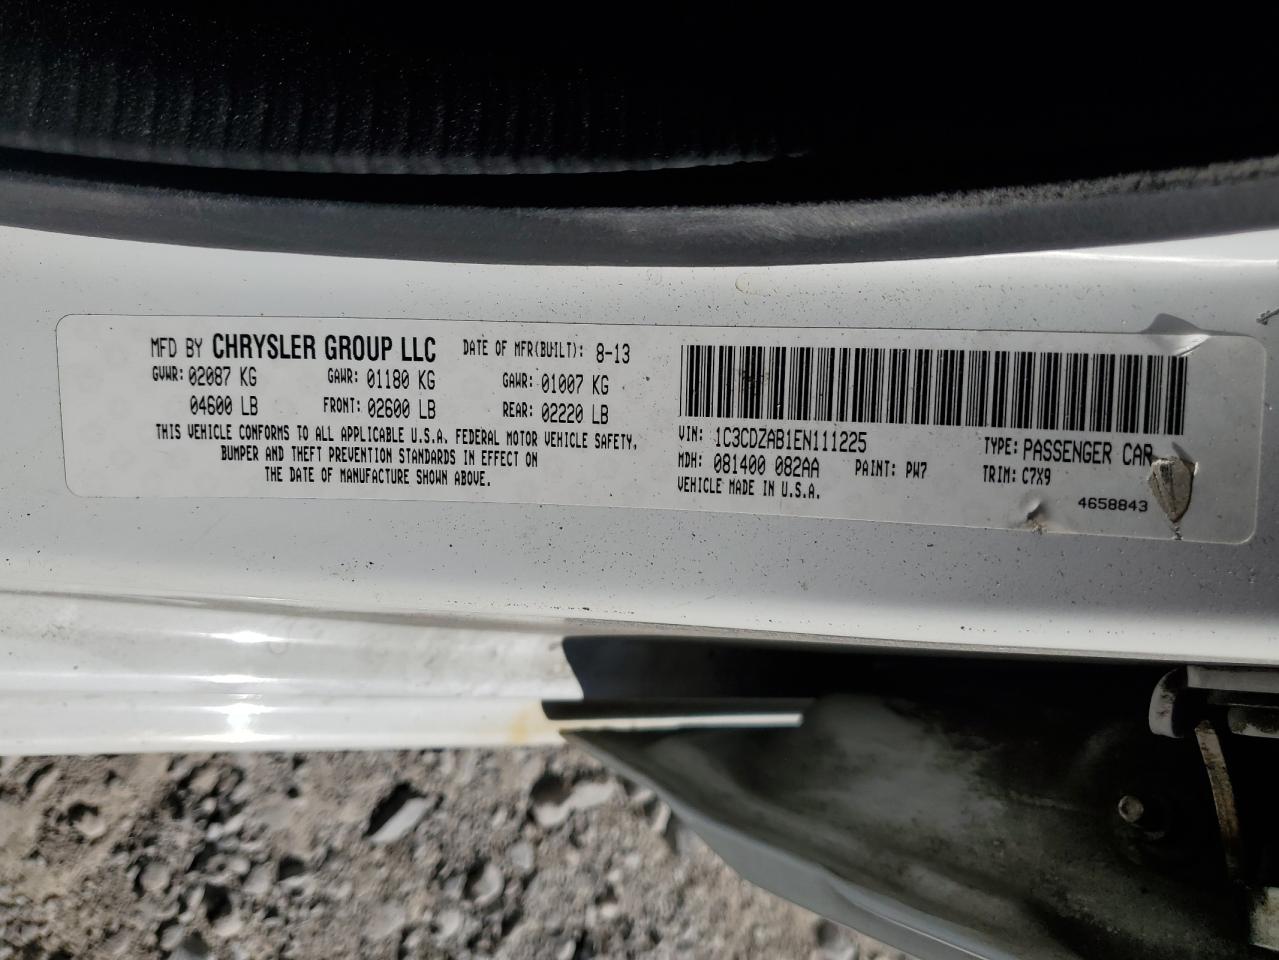 MFD BY CHRYSLER GROUP LLC DATE OF MFR(BUILT): 8-13
GVWR: 02087 KG GAWR: 01180 KG GAWR: 01007 KG
04600 LB FRONT: 02600 LB REAR: 02220 LB
THIS VEHICLE CONFORMS TO ALL APPLICABLE U.S.A. FEDERAL MOTOR VEHICLE SAFETY,
BUMPER AND THEFT PREVENTION STANDARDS IN EFFECT ON
THE DATE OF MANUFACTURE SHOWN ABOVE.
VIN: 1C3CDZAB1EN111225 TYPE: PASSENGER CAR
MDH: 081400 082AA PAINT: PW7 TRIM: C7X9
VEHICLE MADE IN U.S.A.
4658843